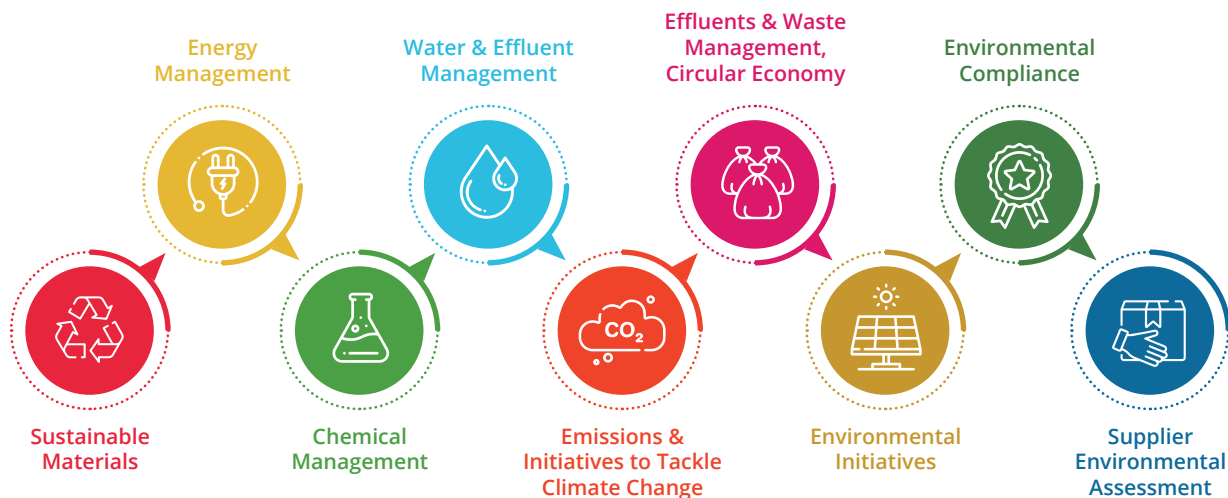 Energy
Management
Water & Effluent
Management
Effluents & Waste
Management,
Circular Economy
Environmental
Compliance
CO₂
Sustainable
Materials
Chemical
Management
Emissions &
Initiatives to Tackle
Climate Change
Environmental
Initiatives
Supplier
Environmental
Assessment